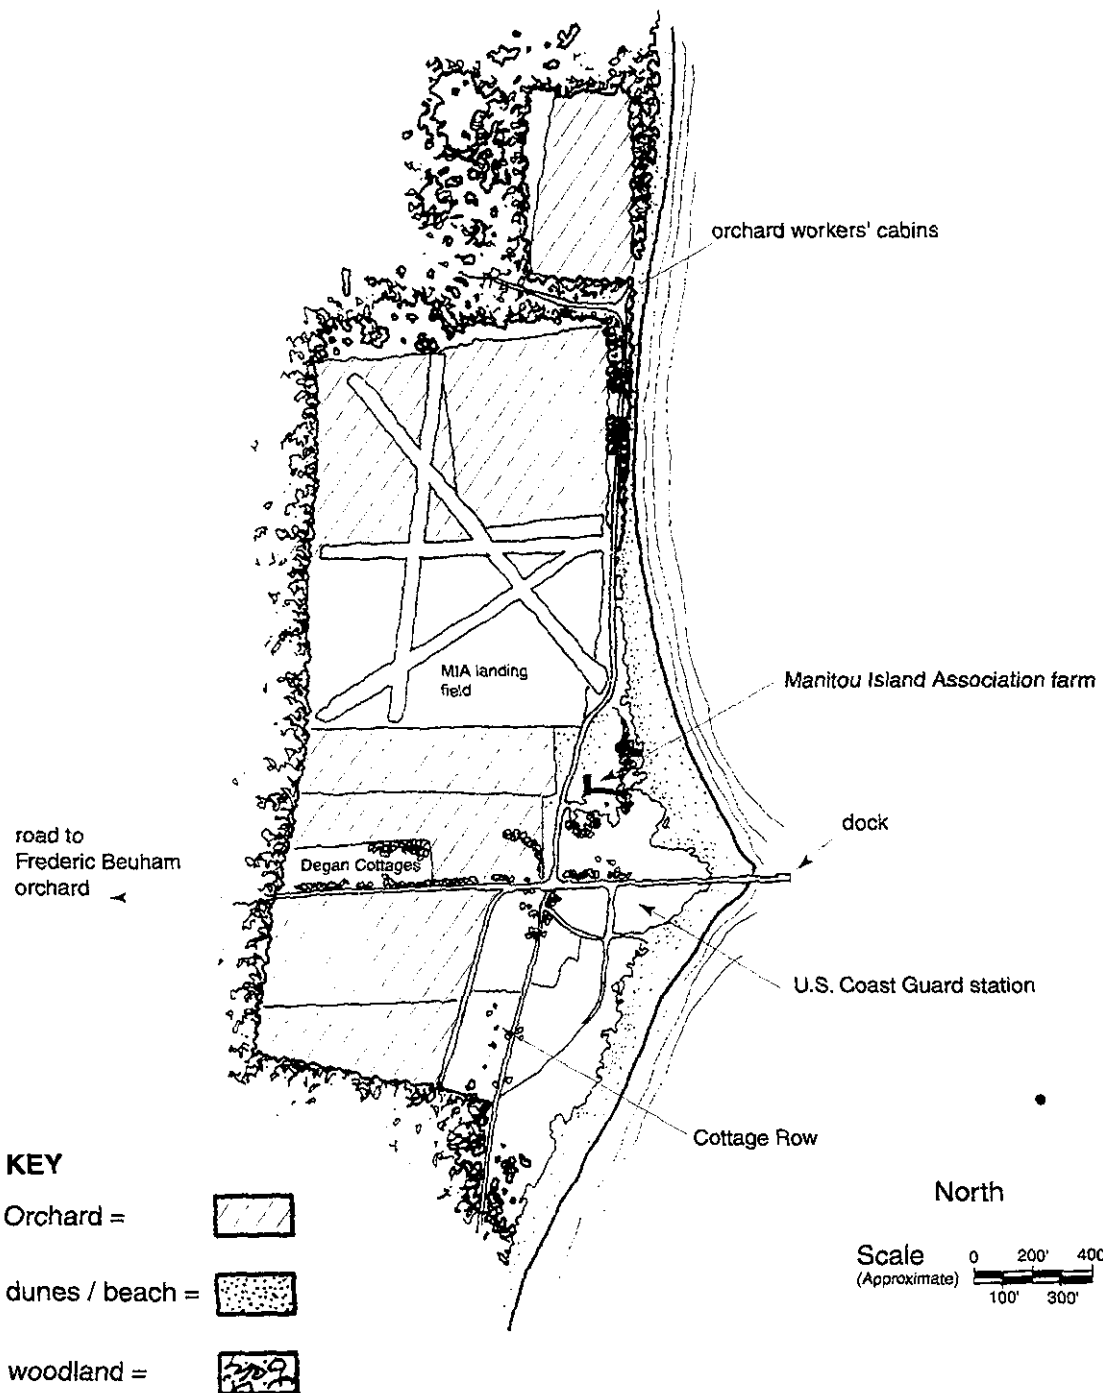 orchard workers' cabins
MIA landing
field
Manitou Island Association farm
dock
road to
Frederic Beuham
orchard
Degan Cottages
U.S. Coast Guard station
Cottage Row
KEY
Orchard =
dunes / beach =
woodland =
North
Scale
(Approximate)
0 200' 400
100' 300'